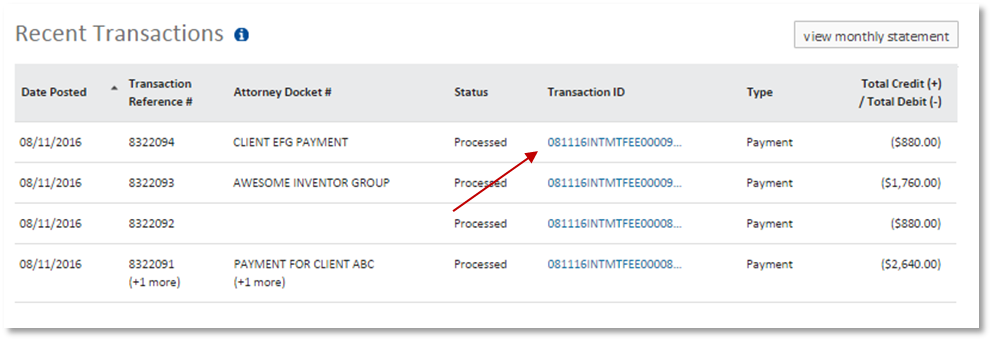 Recent Transactions
view monthly statement
Date Posted Transaction Reference # Attorney Docket # Status Transaction ID Type Total Credit (+) / Total Debit (-)
08/11/2016 8322094 CLIENT EFG PAYMENT Processed 081116INTMTFEE00009... Payment ($880.00)
08/11/2016 8322093 AWESOME INVENTOR GROUP Processed 081116INTMTFEE00009... Payment ($1,760.00)
08/11/2016 8322092 Processed 081116INTMTFEE00008... Payment ($880.00)
08/11/2016 8322091 PAYMENT FOR CLIENT ABC Processed 081116INTMTFEE00008... Payment ($2,640.00)
(+1 more) (+1 more)